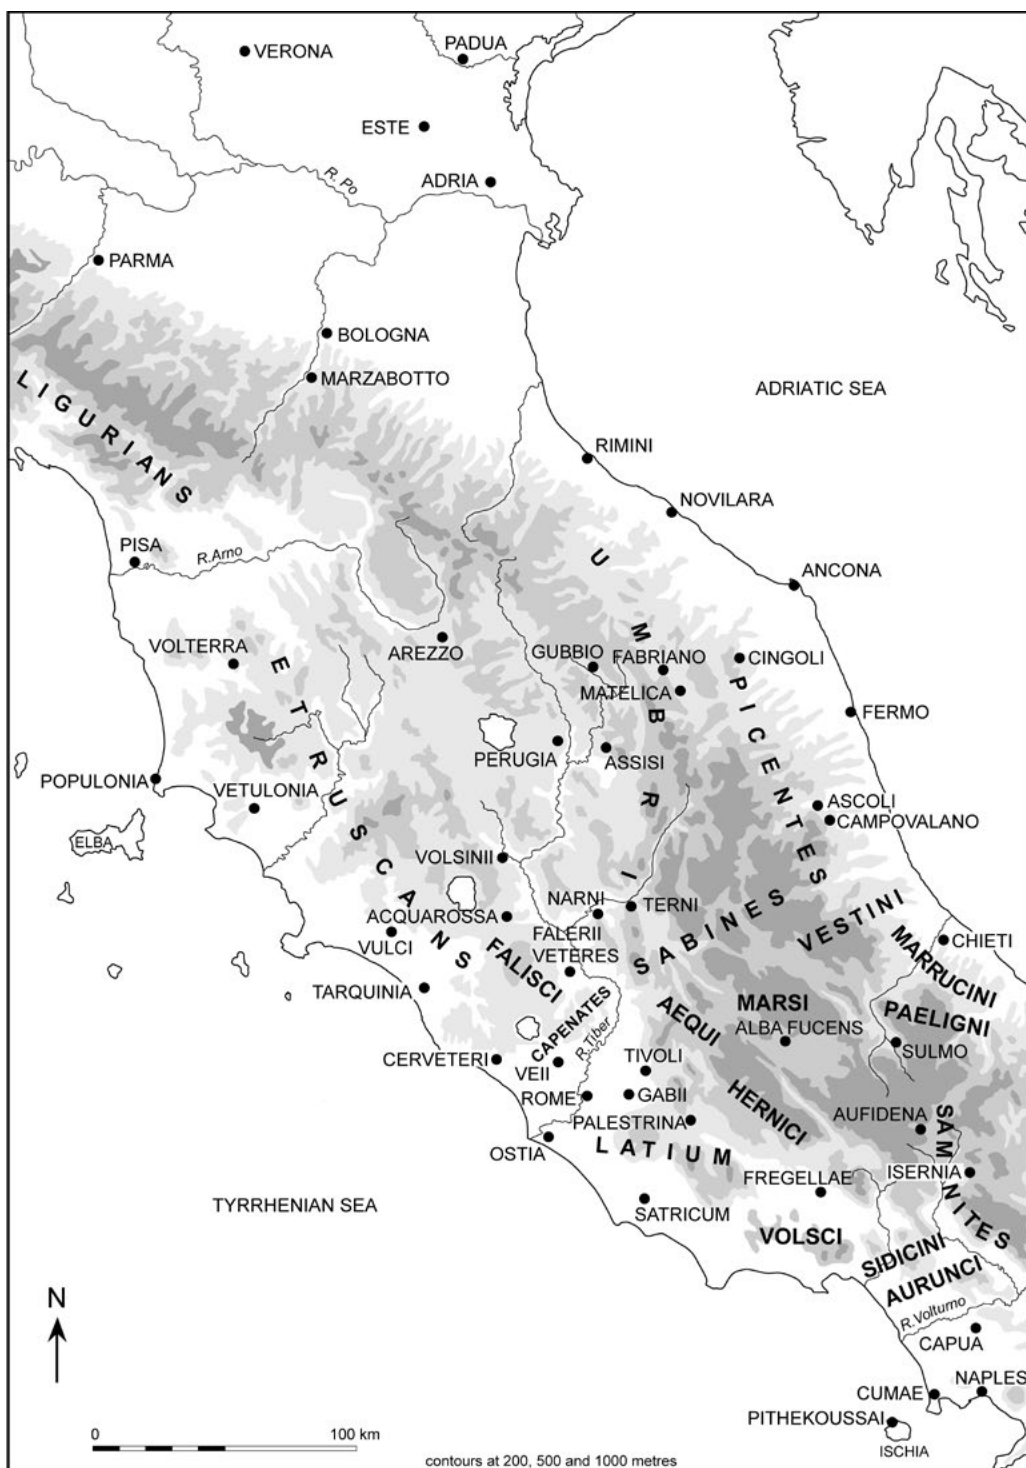 VERONA
PADUA
ESTE
ADRIA
R. Po
PARMA
BOLOGNA
MARZABOTTO
LIGURIANS
ADRIATIC SEA
RIMINI
NOVILARA
PISA
R.Arno
UMBRI
ANCONA
VOLTERRA
AREZZO
GUBBIO
FABRIANO
CINGOLI
MATELICA
ETRUSCANS
PICENTES
FERMO
PERUGIA
ASSISI
POPULONIA
VETULONIA
ASCOLI
CAMPOVALANO
ELBA
VOLSINII
ACQUAROSSA
NARNI
TERNI
VULCI
FALERII
VETERES
FALISCI
SABINES
VESTINI
MARRUCINI
CHIETI
TARQUINIA
CAPENATES
R.Tiber
AEQUI
MARSI
PAELIGNI
ALBA FUCENS
SULMO
CERVETERI
VEII
TIVOLI
ROME
GABII
HERNICI
PALESTRINA
AUFIDENA
SAMNITES
OSTIA
LATIUM
FREGELLAE
ISERNIA
TYRRHENIAN SEA
SATRICUM
VOLSCI
SIDICINI
AURUNCI
N
R.Volturno
CAPUA
CUMAE
NAPLES
PITHEKOUSSAI
ISCHIA
0 100 km
contours at 200, 500 and 1000 metres